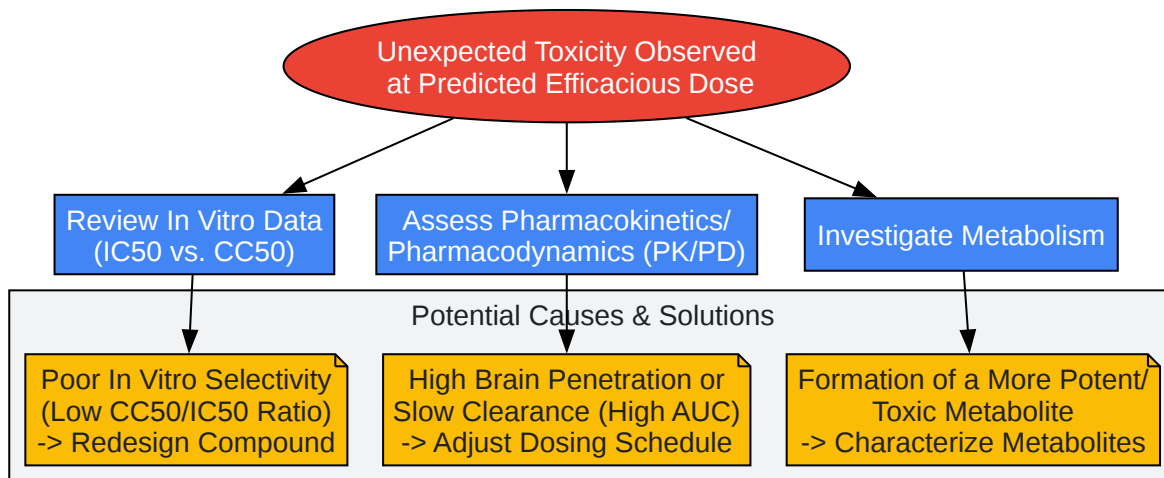 Unexpected Toxicity Observed
at Predicted Efficacious Dose
Review In Vitro Data
(IC50 vs. CC50)
Assess Pharmacokinetics/
Pharmacodynamics (PK/PD)
Investigate Metabolism
Potential Causes & Solutions
Poor In Vitro Selectivity
(Low CC50/IC50 Ratio)
-> Redesign Compound
High Brain Penetration or
Slow Clearance (High AUC)
-> Adjust Dosing Schedule
Formation of a More Potent/
Toxic Metabolite
-> Characterize Metabolites